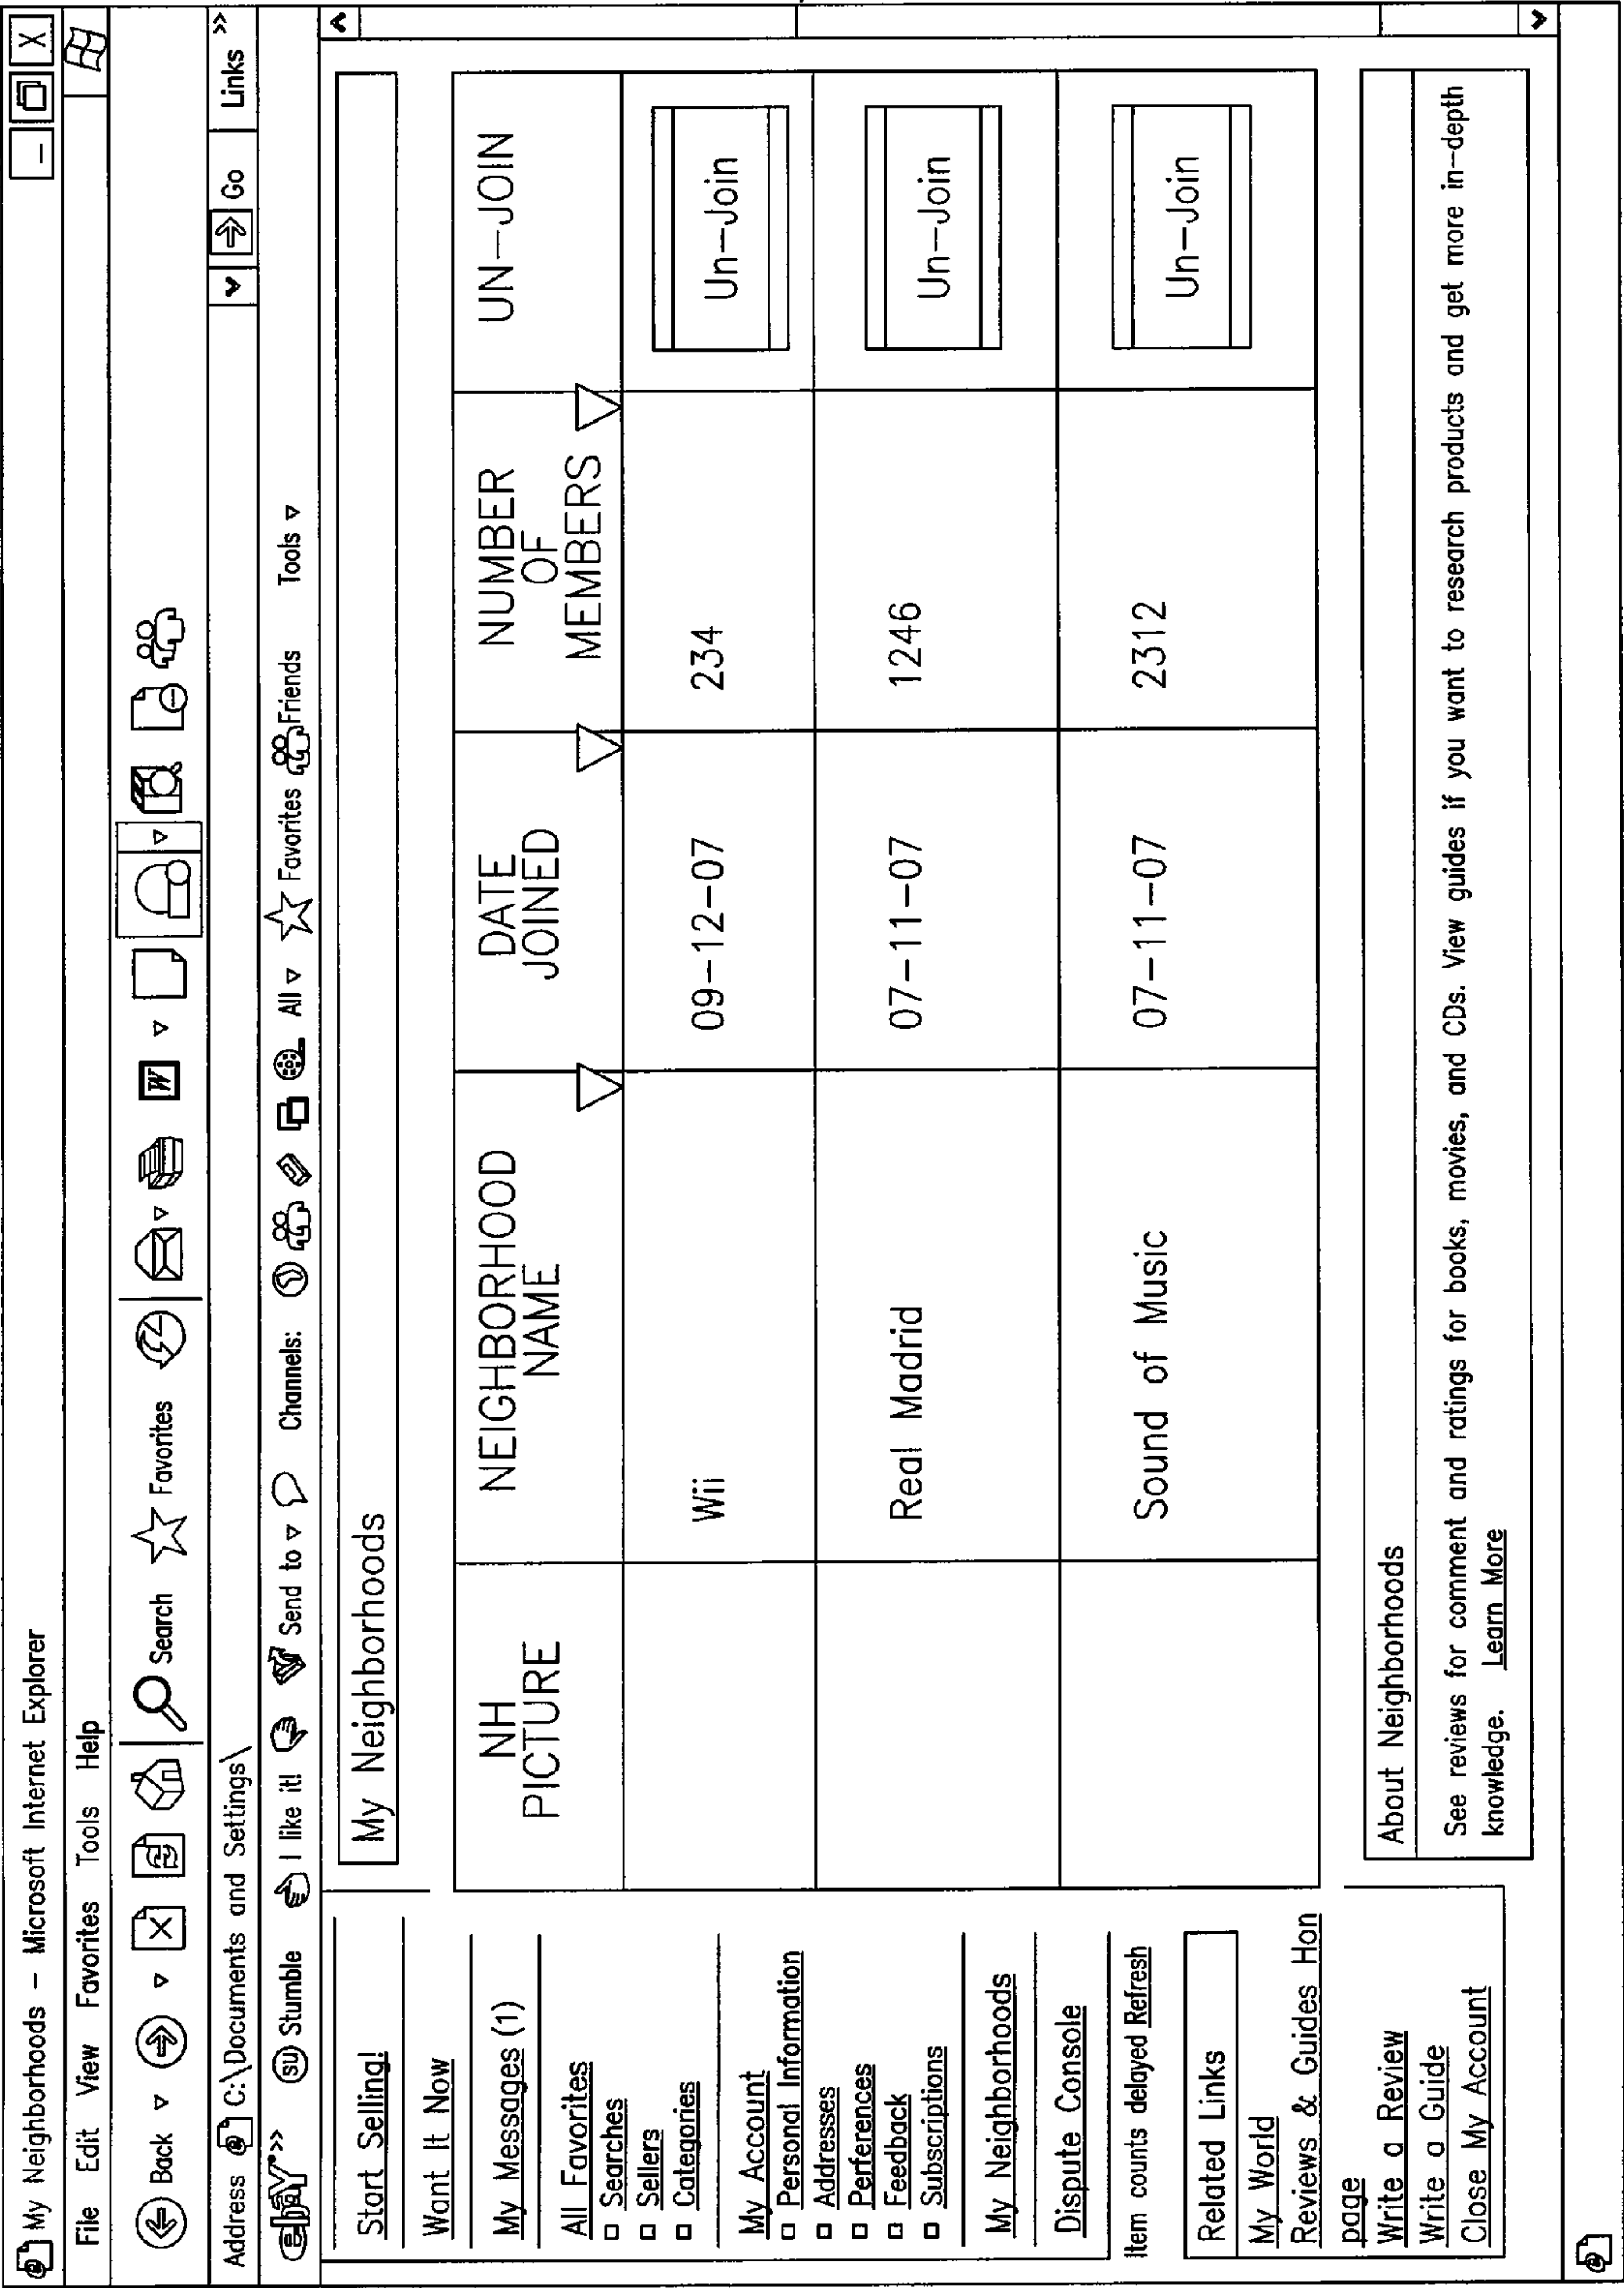 My Neighborhoods - Microsoft Internet Explorer
X
File Edit View Favorites Tools Help
Back Search Favorites W
Address C:\Documents and Settings\ Go Links >>
ebaY >> SU Stumble I like it! Send to Channels: All Favorites Friends Tools
Start Selling!
Want It Now
My Messages (1)
All Favorites
Searches
Sellers
Categories
My Account
Personal Information
Addresses
Perferences
Feedback
Subscriptions
My Neighborhoods
Dispute Console
Item counts delayed Refresh
Related Links
My World
Reviews & Guides Hon
page
Write a Review
Write a Guide
Close My Account
My Neighborhoods
NH PICTURE NEIGHBORHOOD NAME DATE JOINED NUMBER OF MEMBERS UN-JOIN
Wii 09-12-07 234 Un-Join
Real Madrid 07-11-07 1246 Un-Join
Sound of Music 07-11-07 2312 Un-Join
About Neighborhoods
See reviews for comment and ratings for books, movies, and CDs. View guides if you want to research products and get more in-depth
knowledge. Learn More